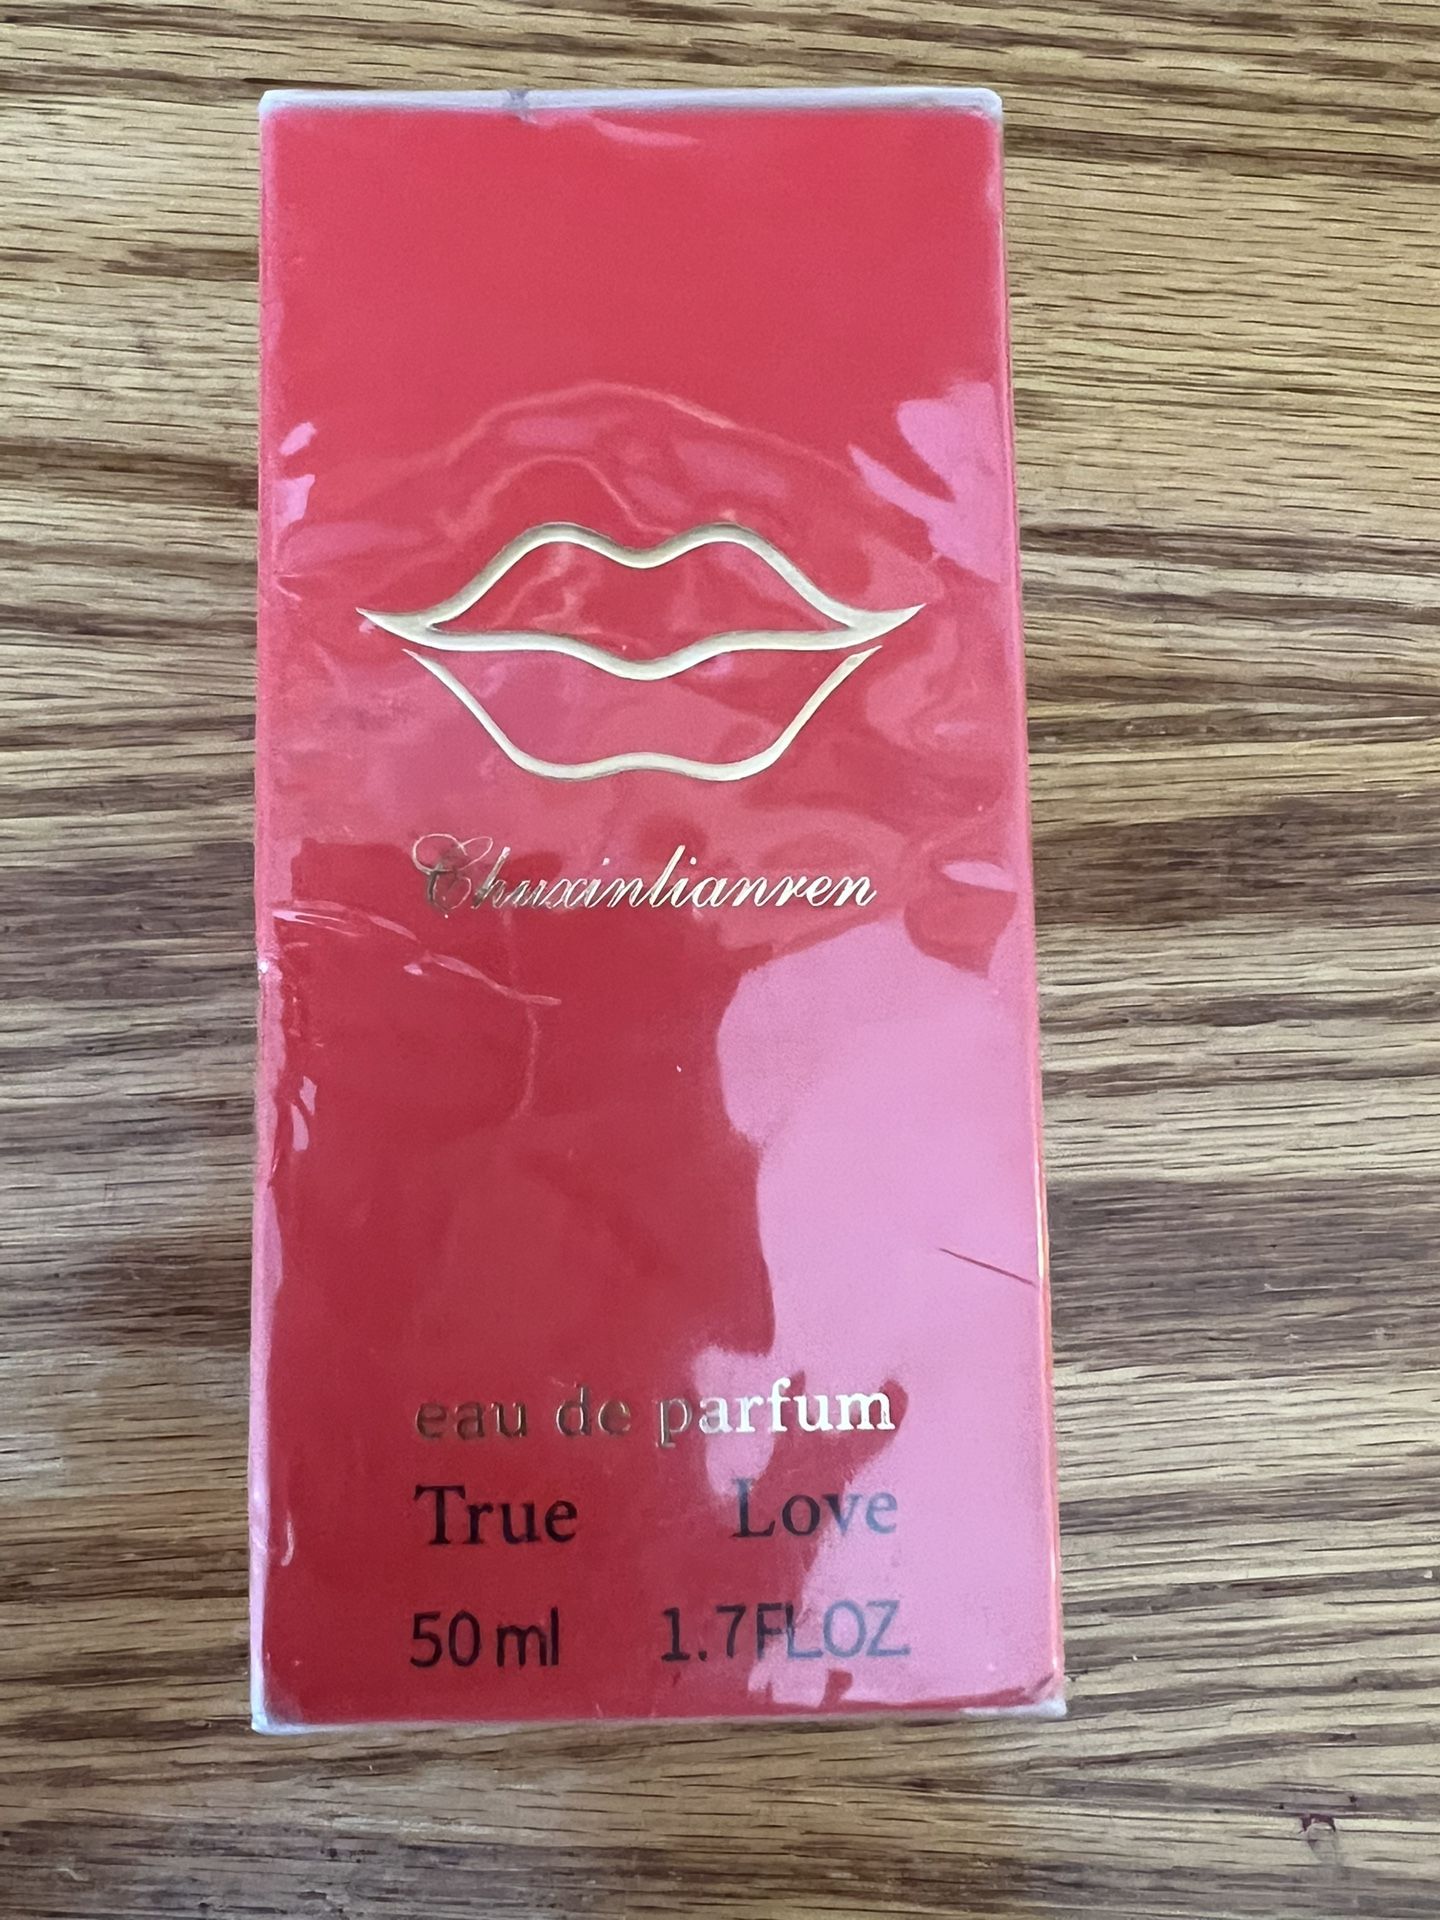 Chuxinlianren
eau de parfum
True Love
50ml 1.7FLOZ